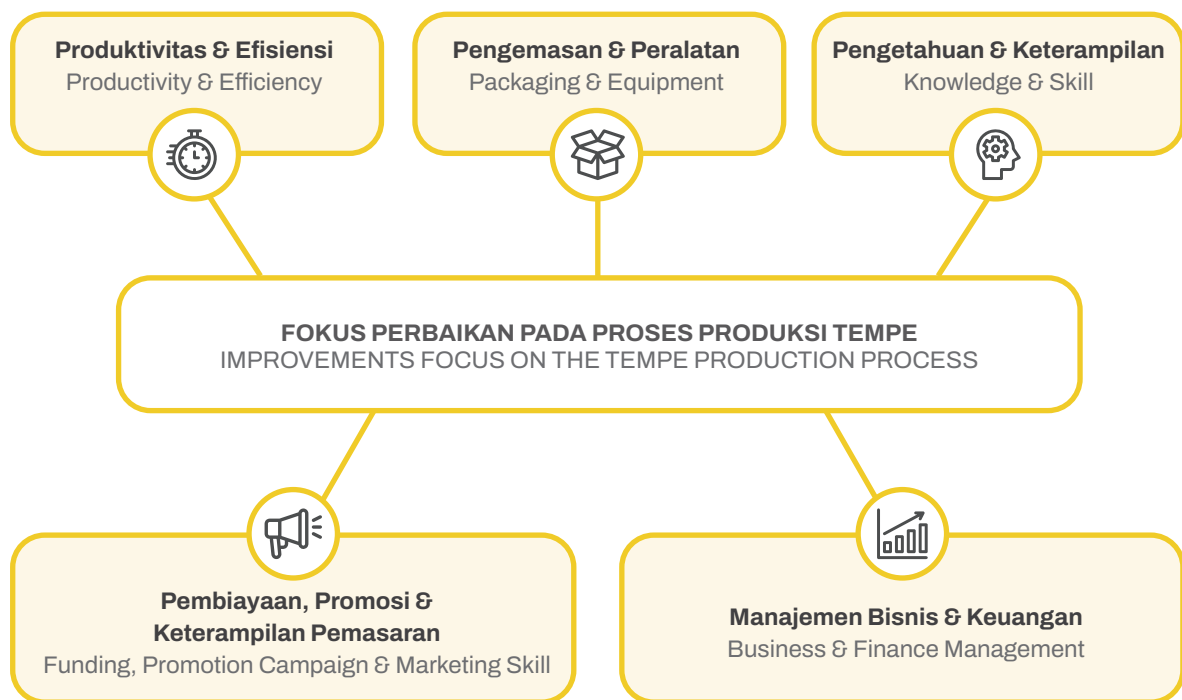 Produktivitas & Efisiensi
Productivity & Efficiency
Pengemasan & Peralatan
Packaging & Equipment
Pengetahuan & Keterampilan
Knowledge & Skill
FOKUS PERBAIKAN PADA PROSES PRODUKSI TEMPE
IMPROVEMENTS FOCUS ON THE TEMPE PRODUCTION PROCESS
Pembiayaan, Promosi &
Keterampilan Pemasaran
Funding, Promotion Campaign & Marketing Skill
Manajemen Bisnis & Keuangan
Business & Finance Management